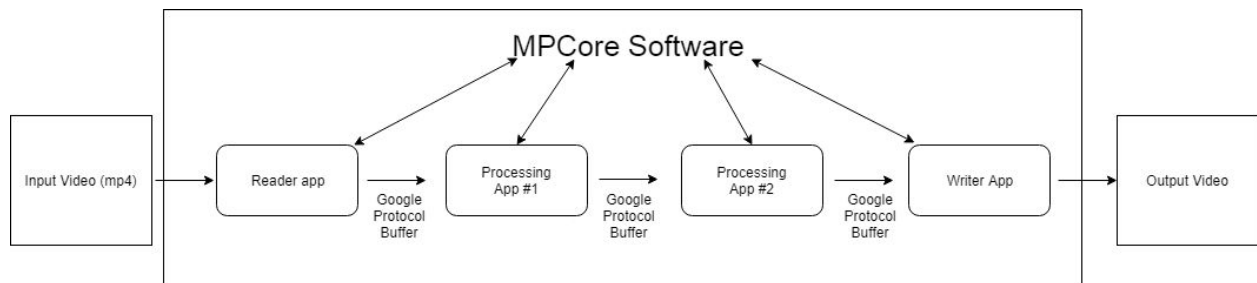 MPCore Software
Input Video (mp4)
Reader app
Google
Protocol
Buffer
Processing
App #1
Google
Protocol
Buffer
Processing
App #2
Google
Protocol
Buffer
Writer App
Output Video